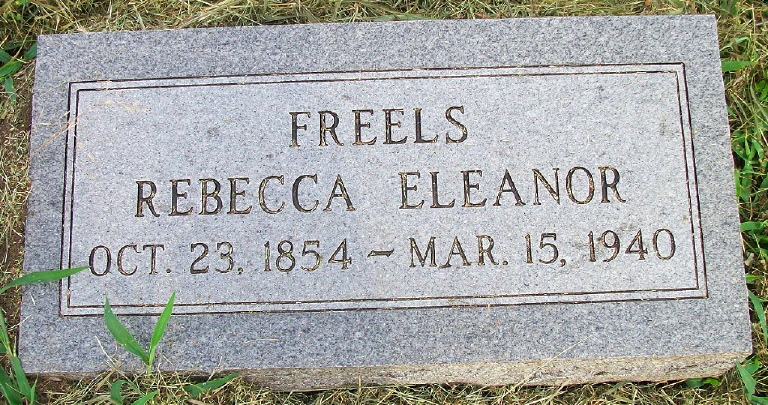 FREELS
REBECCA ELEANOR
OCT. 23, 1854 ~ MAR. 15, 1940